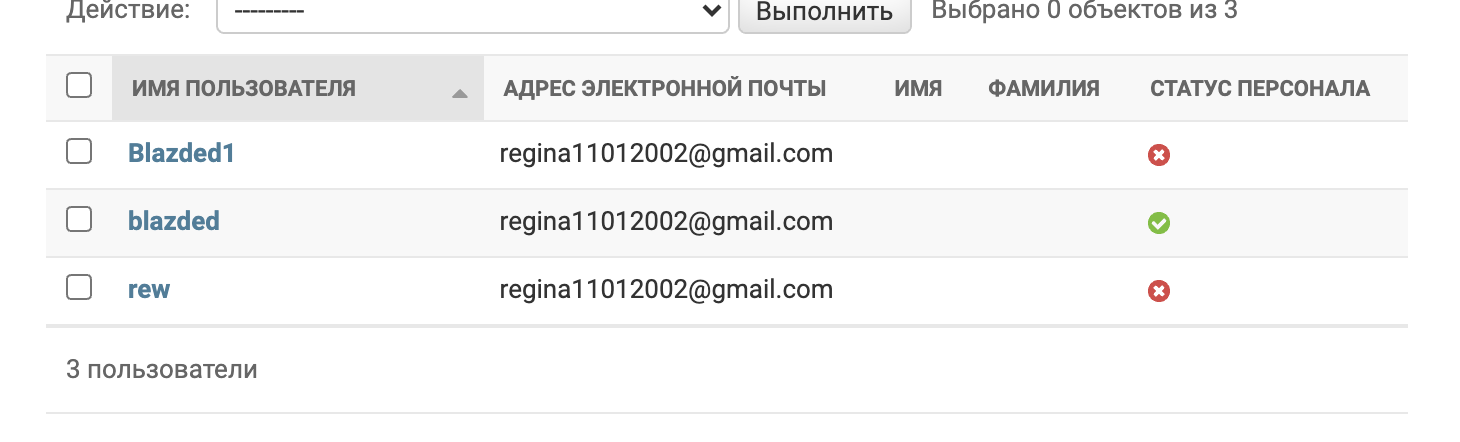 Действие: --------- Выполнить Выбрано 0 объектов из 3
ИМЯ ПОЛЬЗОВАТЕЛЯ АДРЕС ЭЛЕКТРОННОЙ ПОЧТЫ ИМЯ ФАМИЛИЯ СТАТУС ПЕРСОНАЛА
Blazded1 regina11012002@gmail.com
blazded regina11012002@gmail.com
rew regina11012002@gmail.com
3 пользователи